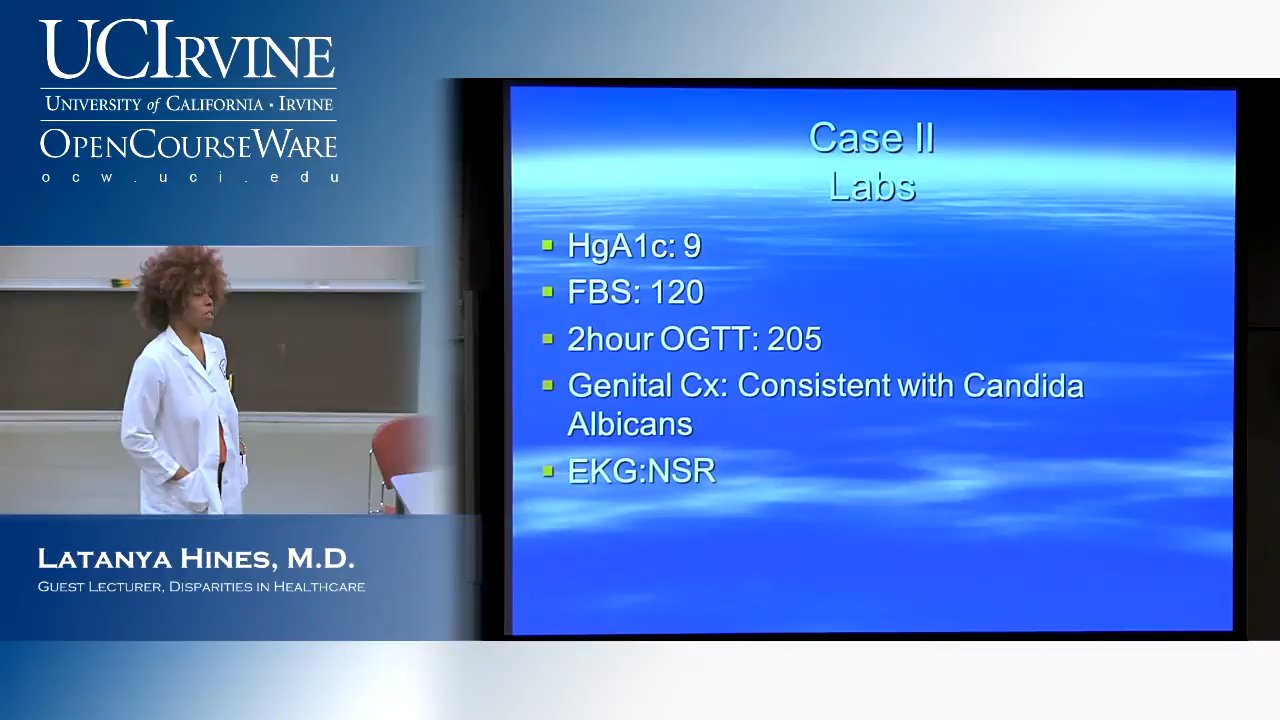 UCIRVINE
UNIVERSITY of CALIFORNIA · IRVINE
OPENCOURSEWARE
ocw.uci.edu
Case II
Labs
HgA1c: 9
FBS: 120
2hour OGTT: 205
Genital Cx: Consistent with Candida
Albicans
EKG:NSR
LATANYA HINES, M.D.
GUEST LECTURER, DISPARITIES IN HEALTHCARE